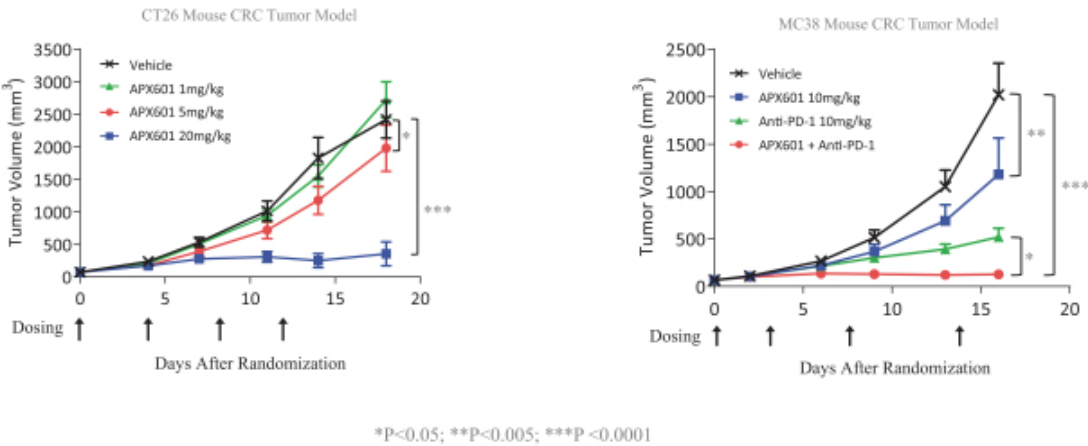 CT26 Mouse CRC Tumor Model
3500
3000
2500
2000
1500
1000
500
0
Tumor Volume (mm3)
Vehicle
APX601 1mg/kg
APX601 5mg/kg
APX601 20mg/kg
*
***
0 5 10 15 20
Dosing
Days After Randomization
MC38 Mouse CRC Tumor Model
2500
2000
1500
1000
500
0
Tumor Volume (mm3)
Vehicle
APX601 10mg/kg
Anti-PD-1 10mg/kg
APX601 + Anti-PD-1
**
***
*
0 5 10 15 20
Dosing
Days After Randomization
*P<0.05; **P<0.005; ***P <0.0001